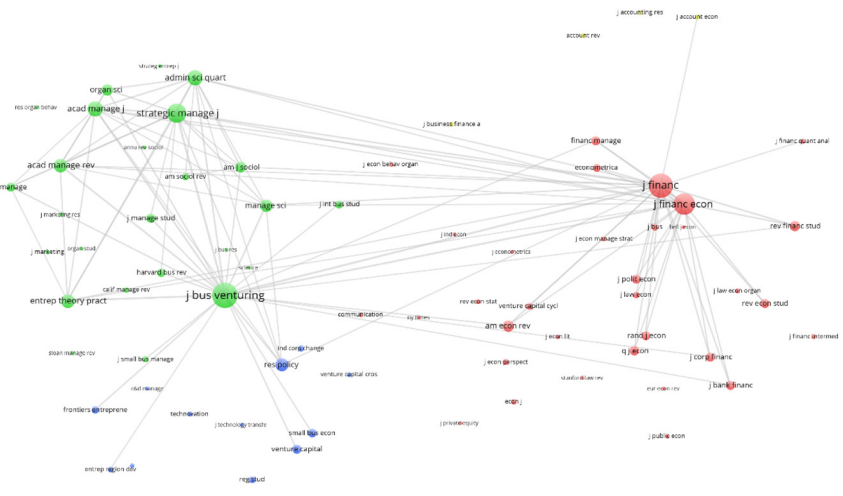 j accounting res
j account econ
account rev
strateg entrep j
admin sci quart
organ sci
acad manage j
strategic manage j
res organ behav
j business finance a
financ manage
j financ quant anal
annu rev sociol
acad manage rev
am j sociol
j econ behav organ
econometrica
am sociol rev
manage
j financ
manage sci
j int bus stud
j financ econ
j marketing res
j manage stud
j bus
rev financ stud
j ind econ
j econ manage strat
j marketing
organ stud
j bus res
j econometrics
science
harvard bus rev
j polit econ
calif manage rev
j law econ
j law econ organ
entrep theory pract
j bus venturing
rev econ stat
venture capital cycl
rev econ stud
communication
am econ rev
j econ lit
rand j econ
j financ intermed
ind corp change
q j econ
sloan manage rev
j small bus manage
j corp financ
res policy
j econ perspect
venture capital cros
stanford law rev
r&d manage
eur econ rev
j bank financ
econ j
frontiers entreprene
technovation
j technology transfe
j private equity
small bus econ
j public econ
venture capital
entrep region dev
reg stud